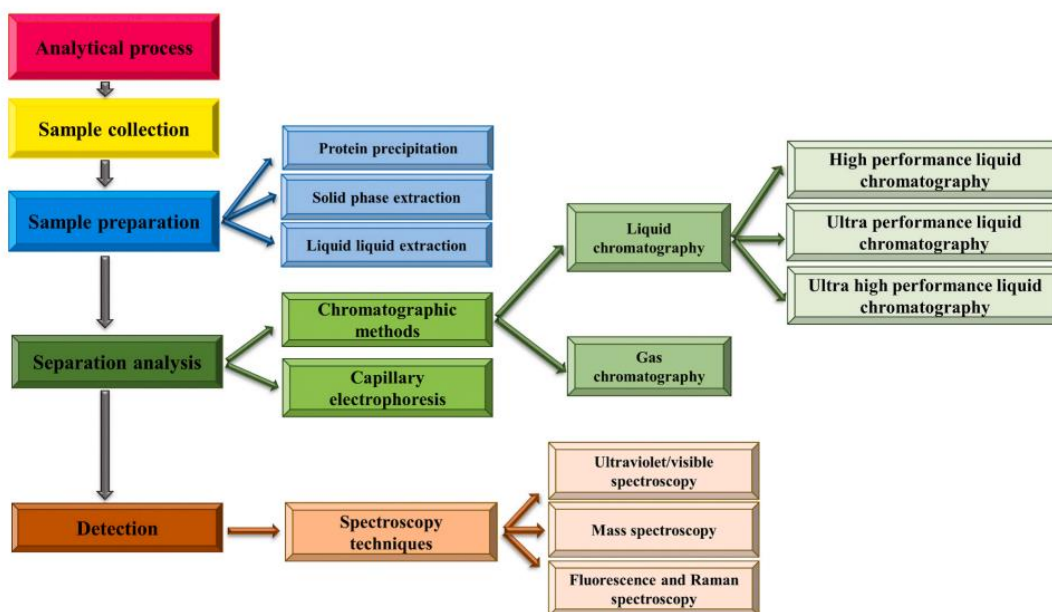 Analytical process
Sample collection
Sample preparation
Protein precipitation
Solid phase extraction
Liquid liquid extraction
Separation analysis
Chromatographic
methods
Capillary
electrophoresis
Liquid
chromatography
Gas
chromatography
High performance liquid
chromatography
Ultra performance liquid
chromatography
Ultra high performance liquid
chromatography
Detection
Spectroscopy
techniques
Ultraviolet/visible
spectroscopy
Mass spectroscopy
Fluorescence and Raman
spectroscopy